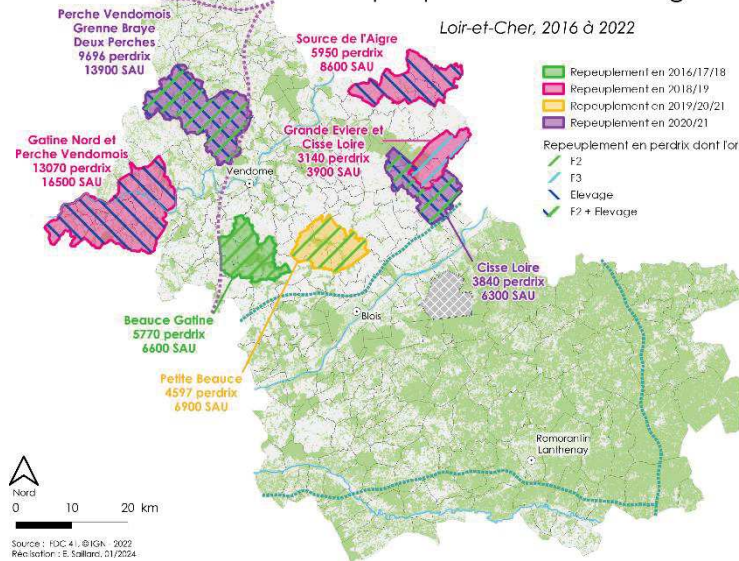 Loir-et-Cher, 2016 à 2022
Perche Vendomois
Grenne Braye
Deux Perches
9696 perdrix
13900 SAU
Source de l'Aigre
5950 perdrix
8600 SAU
Repeuplement en 2016/17/18
Repeuplement en 2018/19
Repeuplement en 2019/20/21
Repeuplement en 2020/21
Repeuplement en perdrix dont l'or
F2
F3
Elevage
F2 + Elevage
Gatine Nord et
Perche Vendomois
13070 perdrix
16500 SAU
Grande Eviere et
Cisse Loire
3140 perdrix
3900 SAU
Vendome
Cisse Loire
3840 perdrix
6300 SAU
Beauce Gatine
5770 perdrix
6600 SAU
Blois
Petite Beauce
4597 perdrix
6900 SAU
Romorantin
Lanthenay
Nord
0 10 20 km
Source : FDC 41, © IGN - 2022
Réalisation : E. Saillard, 01/2024